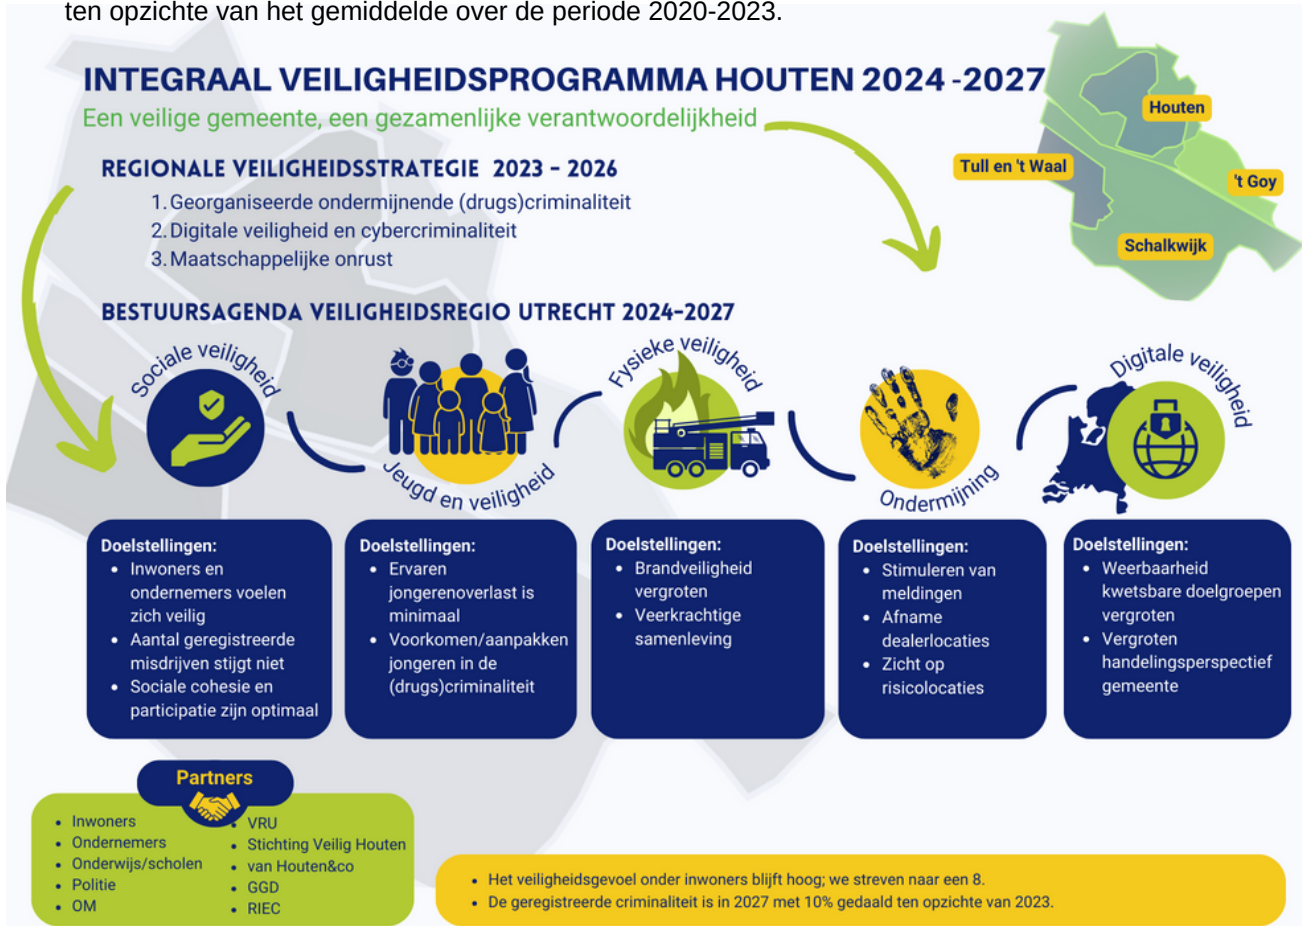 ten opzichte van het gemiddelde over de periode 2020-2023.
INTEGRAAL VEILIGHEIDSPROGRAMMA HOUTEN 2024 -2027
Een veilige gemeente, een gezamenlijke verantwoordelijkheid
Houten
Tull en 't Waal
't Goy
Schalkwijk
REGIONALE VEILIGHEIDSSTRATEGIE 2023 - 2026
1. Georganiseerde ondermijnende (drugs)criminaliteit
2. Digitale veiligheid en cybercriminaliteit
3. Maatschappelijke onrust
BESTUURSAGENDA VEILIGHEIDSREGIO UTRECHT 2024-2027
Sociale veiligheid
Jeugd en veiligheid
Fysieke veiligheid
Ondermijning
Digitale veiligheid
Doelstellingen:
• Inwoners en
ondernemers voelen
zich veilig
• Aantal geregistreerde
misdrijven stijgt niet
• Sociale cohesie en
participatie zijn optimaal
Doelstellingen:
• Ervaren
jongerenoverlast is
minimaal
• Voorkomen/aanpakken
jongeren in de
(drugs)criminaliteit
Doelstellingen:
• Brandveiligheid
vergroten
• Veerkrachtige
samenleving
Doelstellingen:
• Stimuleren van
meldingen
• Afname
dealerlocaties
• Zicht op
risicolocaties
Doelstellingen:
• Weerbaarheid
kwetsbare doelgroepen
vergroten
• Vergroten
handelingsperspectief
gemeente
Partners
• Inwoners
• Ondernemers
• Onderwijs/scholen
• Politie
• OM
• VRU
• Stichting Veilig Houten
• van Houten&co
• GGD
• RIEC
• Het veiligheidsgevoel onder inwoners blijft hoog; we streven naar een 8.
• De geregistreerde criminaliteit is in 2027 met 10% gedaald ten opzichte van 2023.